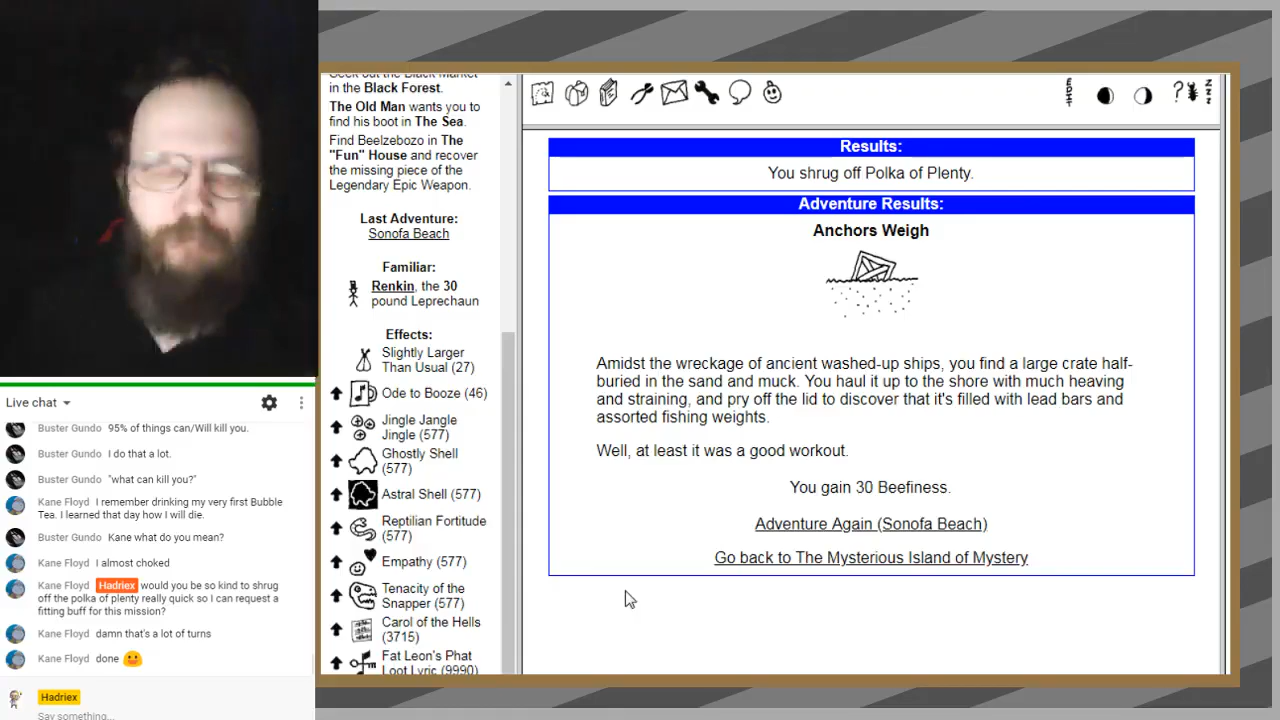 Seek out the Black Market
in the Black Forest.
The Old Man wants you to
find his boot in The Sea.
Find Beelzebozo in The
"Fun" House and recover
the missing piece of the
Legendary Epic Weapon.
Last Adventure:
Sonofa Beach
Familiar:
Renkin, the 30
pound Leprechaun
Effects:
Slightly Larger
Than Usual (27)
Ode to Booze (46)
Jingle Jangle
Jingle (577)
Ghostly Shell
(577)
Astral Shell (577)
Reptilian Fortitude
(577)
Empathy (577)
Tenacity of the
Snapper (577)
Carol of the Hells
(3715)
Fat Leon's Phat
Loot Lyric (9990)
EDIT
?
zzz
Results:
You shrug off Polka of Plenty.
Adventure Results:
Anchors Weigh
Amidst the wreckage of ancient washed-up ships, you find a large crate half-
buried in the sand and muck. You haul it up to the shore with much heaving
and straining, and pry off the lid to discover that it's filled with lead bars and
assorted fishing weights.
Well, at least it was a good workout.
You gain 30 Beefiness.
Adventure Again (Sonofa Beach)
Go back to The Mysterious Island of Mystery
Live chat
Buster Gundo 95% of things can/Will kill you.
Buster Gundo I do that a lot.
Buster Gundo "what can kill you?"
Kane Floyd I remember drinking my very first Bubble
Tea. I learned that day how I will die.
Buster Gundo Kane what do you mean?
Kane Floyd I almost choked
Kane Floyd Hadriex would you be so kind to shrug
off the polka of plenty really quick so I can request a
fitting buff for this mission?
Kane Floyd damn that's a lot of turns
Kane Floyd done
Hadriex
Say something...